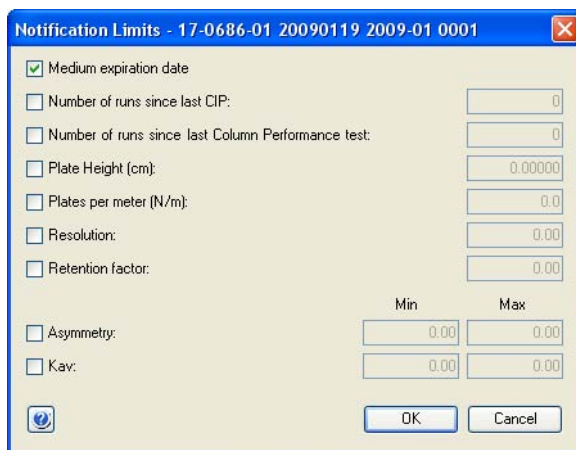 Notification Limits - 17-0686-01 20090119 2009-01 0001
Medium expiration date
Number of runs since last CIP: 0
Number of runs since last Column Performance test: 0
Plate Height (cm): 0.00000
Plates per meter (N/m): 0.0
Resolution: 0.00
Retention factor: 0.00
Min Max
Asymmetry: 0.00 0.00
Kav: 0.00 0.00
? OK Cancel